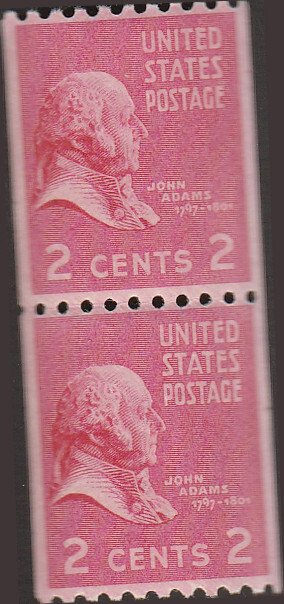 UNITED
STATES
POSTAGE
JOHN
ADAMS
1797-1801
2 CENTS 2
UNITED
STATES
POSTAGE
JOHN
ADAMS
1797-1801
2 CENTS 2